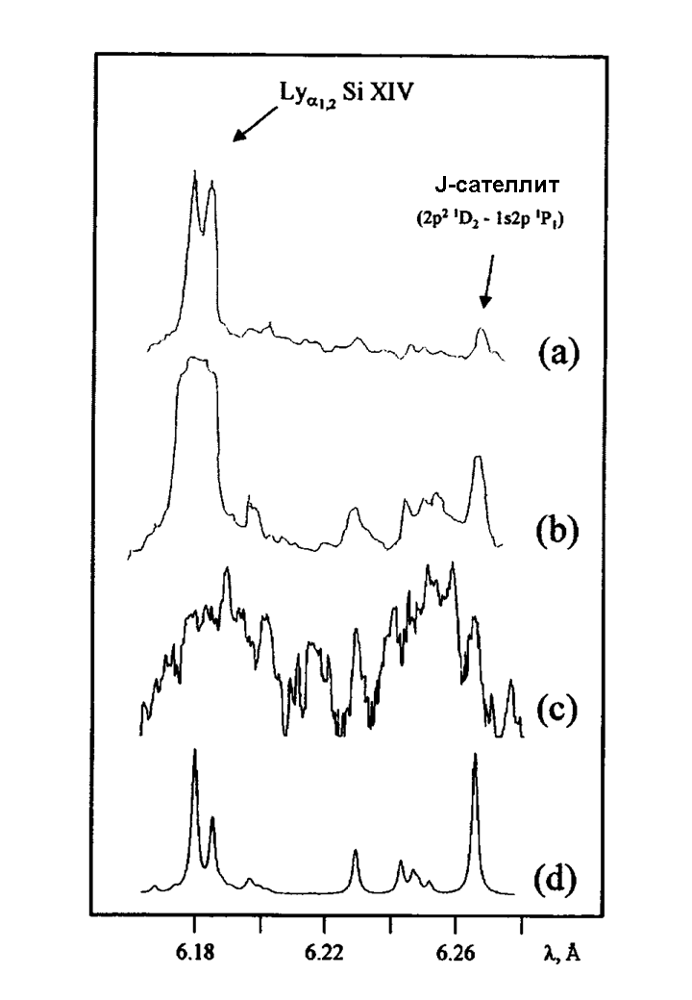 Lyα1,2 Si XIV
J-сателлит
(2p² ¹D₂ - 1s2p ¹P₁)
(a)
(b)
(c)
(d)
6.18 6.22 6.26 λ, Å